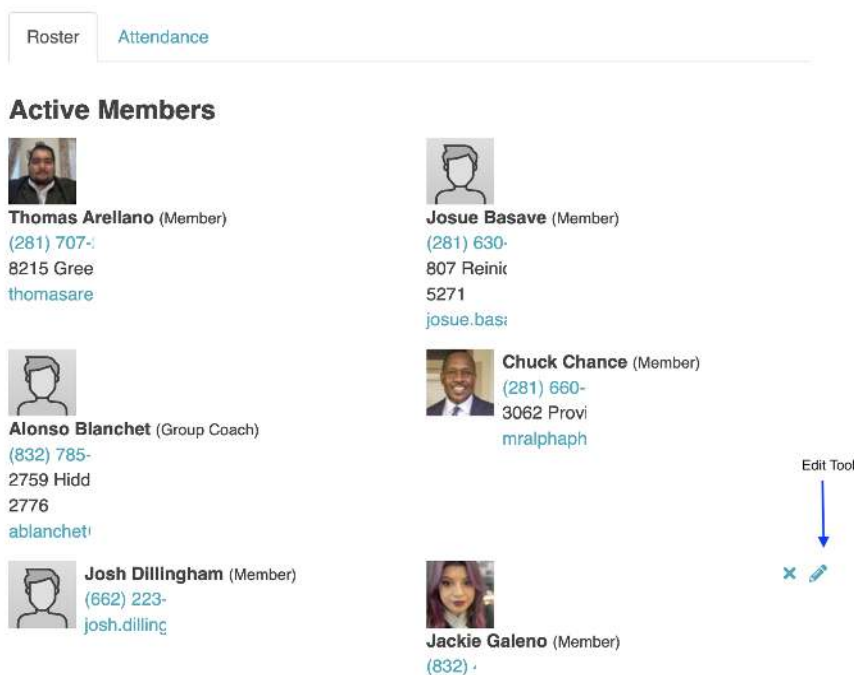 Roster Attendance
Active Members
Thomas Arellano (Member)
(281) 707-
8215 Gree
thomasare
Josue Basave (Member)
(281) 630-
807 Reinic
5271
josue.basa
Alonso Blanchet (Group Coach)
(832) 785-
2759 Hidd
2776
ablanchet
Chuck Chance (Member)
(281) 660-
3062 Provi
mralphaph
Edit Tool
Josh Dillingham (Member)
(662) 223-
josh.dilling
Jackie Galeno (Member)
(832)